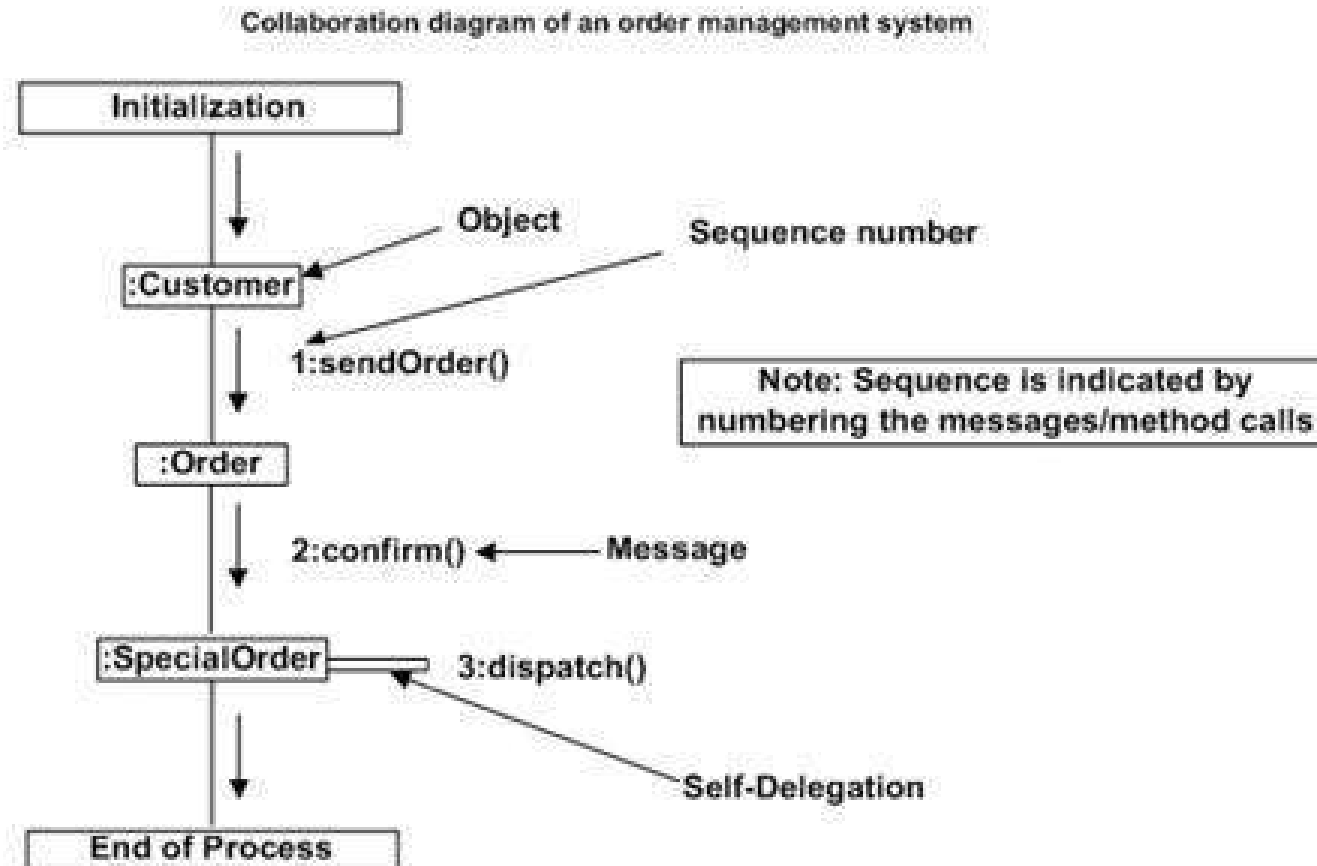 Collaboration diagram of an order management system
Initialization
Object
Sequence number
:Customer
1:sendOrder()
Note: Sequence is indicated by
numbering the messages/method calls
:Order
2:confirm()
Message
:SpecialOrder
3:dispatch()
Self-Delegation
End of Process